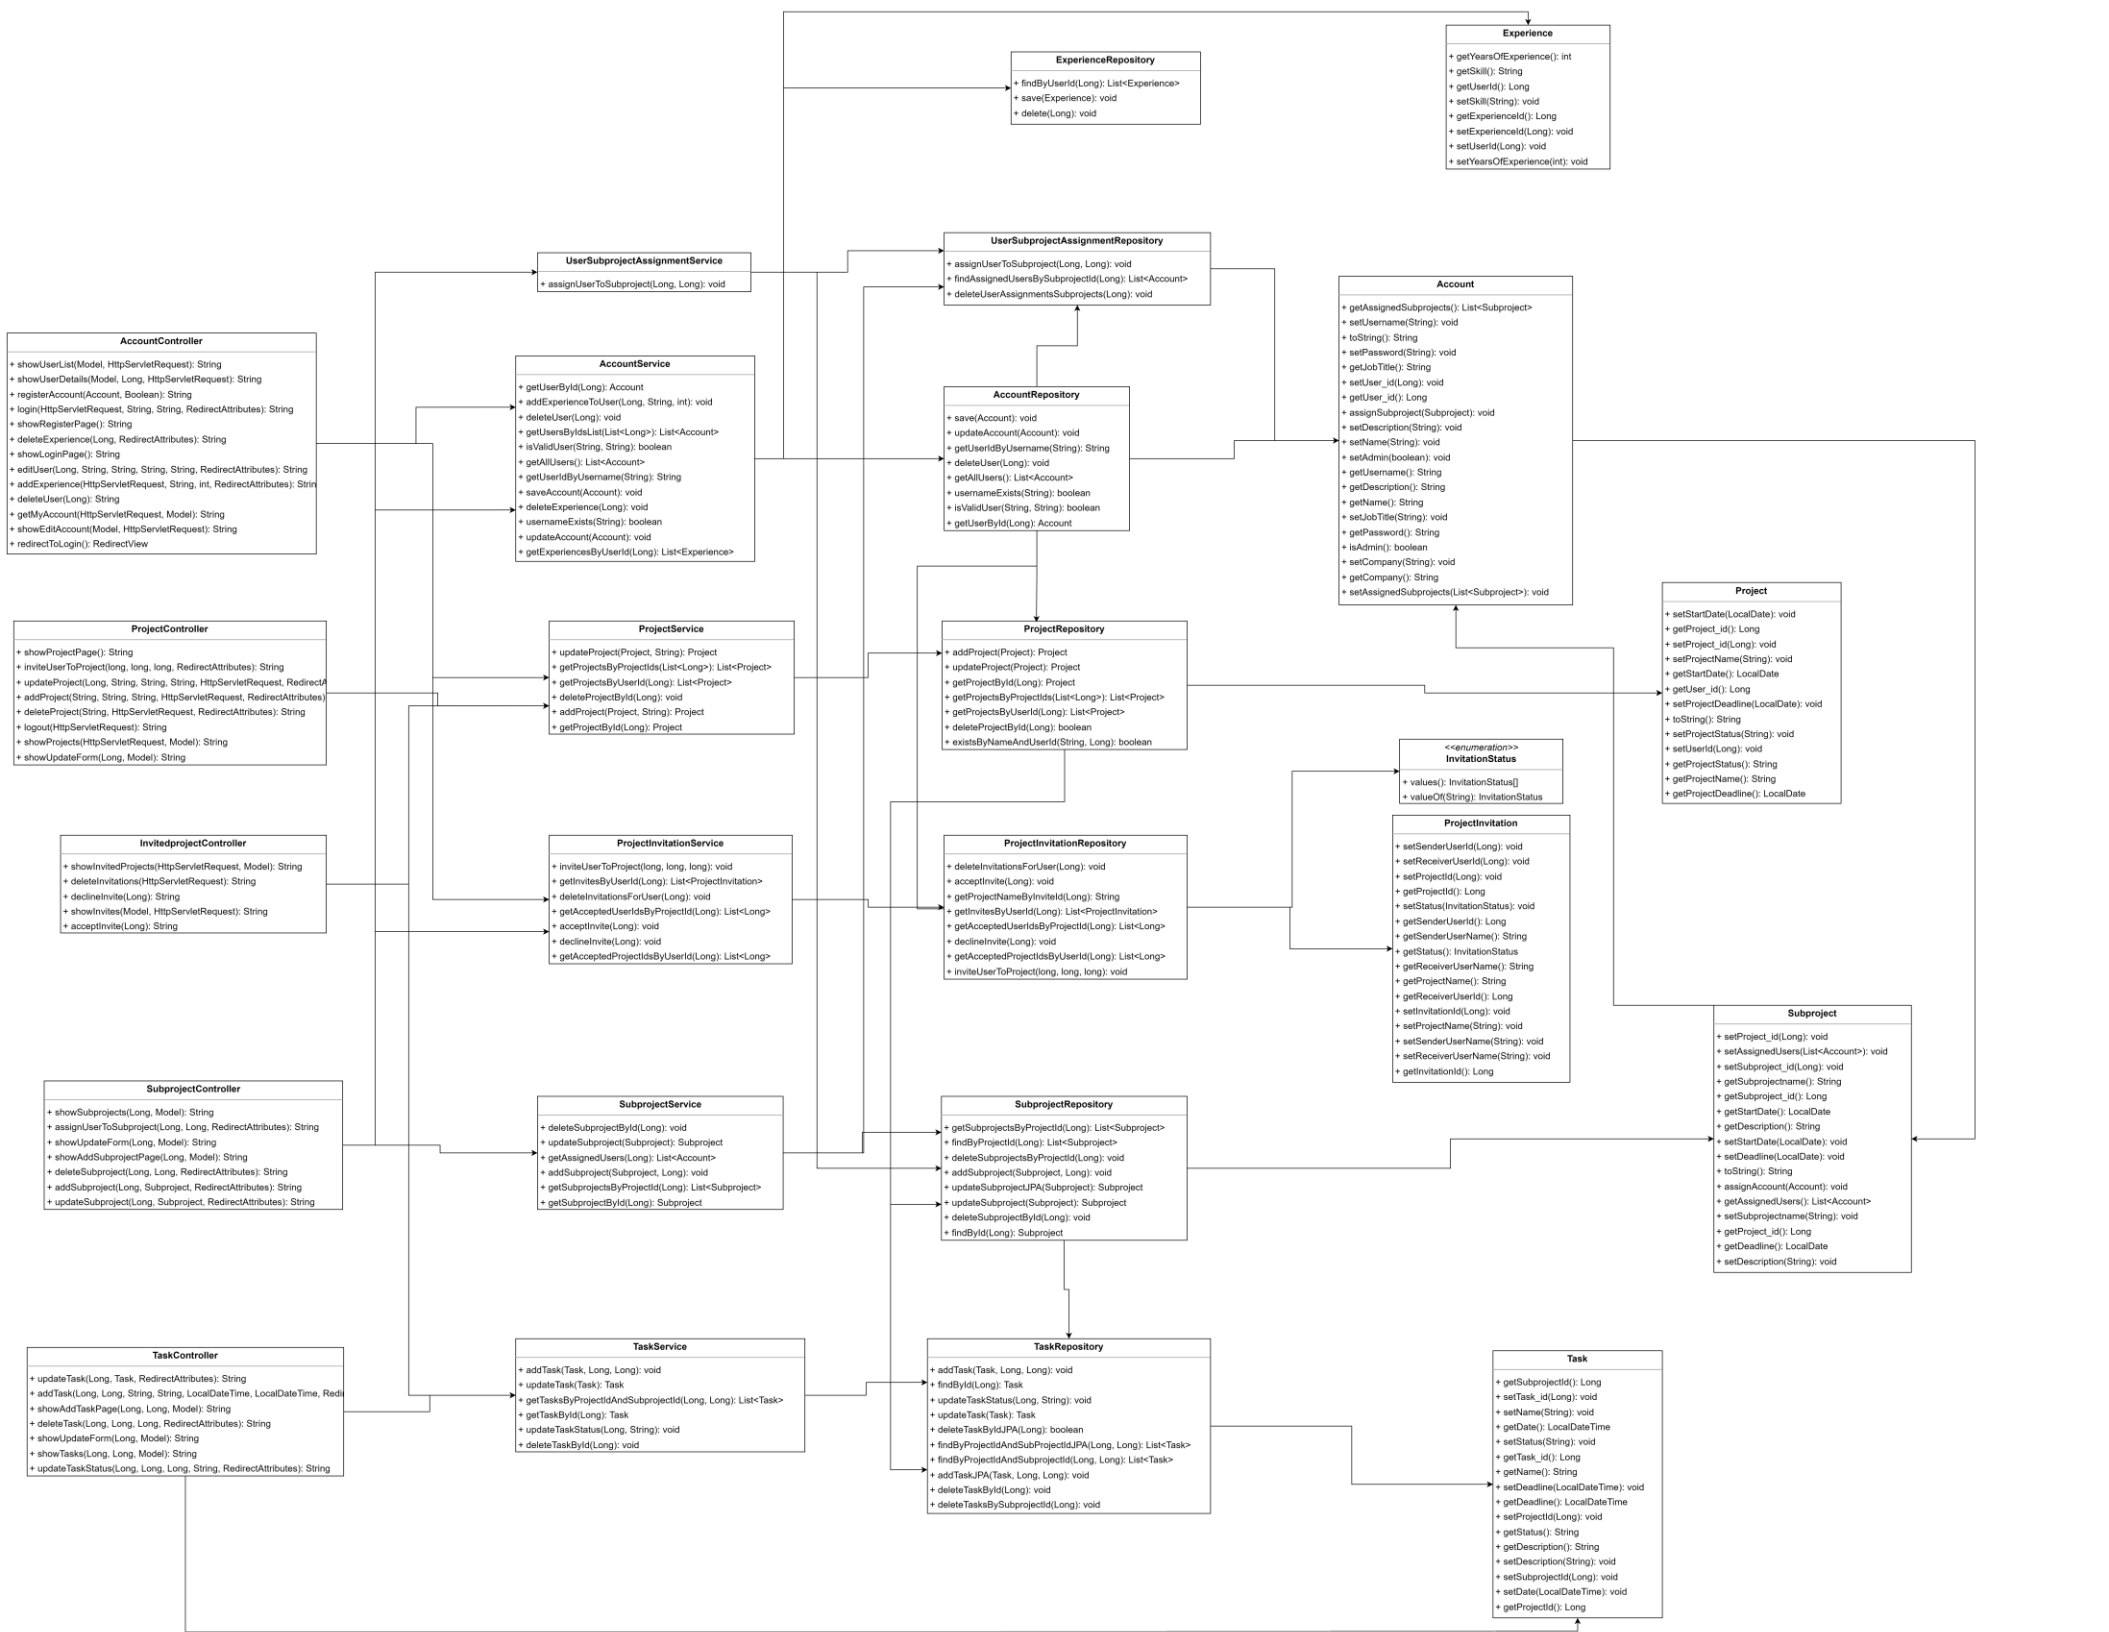 Experience
+ getYearsOfExperience(): int
+ getSkill(): String
+ getUserId(): Long
+ setSkill(String): void
+ getExperienceId(): Long
+ setExperienceId(Long): void
+ setUserId(Long): void
+ setYearsOfExperience(int): void
ExperienceRepository
+ findByUserId(Long): List<Experience>
+ save(Experience): void
+ delete(Long): void
UserSubprojectAssignmentService
+ assignUserToSubproject(Long, Long): void
UserSubprojectAssignmentRepository
+ assignUserToSubproject(Long, Long): void
+ findAssignedUsersBySubprojectId(Long): List<Account>
+ deleteUserAssignmentsSubprojects(Long): void
Account
+ getAssignedSubprojects(): List<Subproject>
+ setUsername(String): void
+ toString(): String
+ setPassword(String): void
+ getJobTitle(): String
+ setUser_id(Long): void
+ getUser_id(): Long
+ assignSubproject(Subproject): void
+ setDescription(String): void
+ setName(String): void
+ setAdmin(boolean): void
+ getUsername(): String
+ getDescription(): String
+ getName(): String
+ setJobTitle(String): void
+ getPassword(): String
+ isAdmin(): boolean
+ setCompany(String): void
+ getCompany(): String
+ setAssignedSubprojects(List<Subproject>): void
AccountController
+ showUserList(Model, HttpServletRequest): String
+ showUserDetails(Model, Long, HttpServletRequest): String
+ registerAccount(Account, Boolean): String
+ login(HttpServletRequest, String, String, RedirectAttributes): String
+ showRegisterPage(): String
+ deleteExperience(Long, RedirectAttributes): String
+ showLoginPage(): String
+ editUser(Long, String, String, String, String, RedirectAttributes): String
+ addExperience(HttpServletRequest, String, int, RedirectAttributes): Strin
+ deleteUser(Long): String
+ getMyAccount(HttpServletRequest, Model): String
+ showEditAccount(Model, HttpServletRequest): String
+ redirectToLogin(): RedirectView
AccountService
+ getUserById(Long): Account
+ addExperienceToUser(Long, String, int): void
+ deleteUser(Long): void
+ getUsersByIdsList(List<Long>): List<Account>
+ isValidUser(String, String): boolean
+ getAllUsers(): List<Account>
+ getUserIdByUsername(String): String
+ saveAccount(Account): void
+ deleteExperience(Long): void
+ usernameExists(String): boolean
+ updateAccount(Account): void
+ getExperiencesByUserId(Long): List<Experience>
AccountRepository
+ save(Account): void
+ updateAccount(Account): void
+ getUserIdByUsername(String): String
+ deleteUser(Long): void
+ getAllUsers(): List<Account>
+ usernameExists(String): boolean
+ isValidUser(String, String): boolean
+ getUserById(Long): Account
Project
+ setStartDate(LocalDate): void
+ getProject_id(): Long
+ setProject_id(Long): void
+ setProjectName(String): void
+ getStartDate(): LocalDate
+ getUser_id(): Long
+ setProjectDeadline(LocalDate): void
+ toString(): String
+ setProjectStatus(String): void
+ setUserId(Long): void
+ getProjectStatus(): String
+ getProjectName(): String
+ getProjectDeadline(): LocalDate
ProjectController
+ showProjectPage(): String
+ inviteUserToProject(long, long, long, RedirectAttributes): String
+ updateProject(Long, String, String, String, HttpServletRequest, RedirectA
+ addProject(String, String, String, HttpServletRequest, RedirectAttributes)
+ deleteProject(String, HttpServletRequest, RedirectAttributes): String
+ logout(HttpServletRequest): String
+ showProjects(HttpServletRequest, Model): String
+ showUpdateForm(Long, Model): String
ProjectService
+ updateProject(Project, String): Project
+ getProjectsByProjectIds(List<Long>): List<Project>
+ getProjectsByUserId(Long): List<Project>
+ deleteProjectById(Long): void
+ addProject(Project, String): Project
+ getProjectById(Long): Project
ProjectRepository
+ addProject(Project): Project
+ updateProject(Project): Project
+ getProjectById(Long): Project
+ getProjectsByProjectIds(List<Long>): List<Project>
+ getProjectsByUserId(Long): List<Project>
+ deleteProjectById(Long): boolean
+ existsByNameAndUserId(String, Long): boolean
<<enumeration>>
InvitationStatus
+ values(): InvitationStatus[]
+ valueOf(String): InvitationStatus
InvitedprojectController
+ showInvitedProjects(HttpServletRequest, Model): String
+ deleteInvitations(HttpServletRequest): String
+ declineInvite(Long): String
+ showInvites(Model, HttpServletRequest): String
+ acceptInvite(Long): String
ProjectInvitationService
+ inviteUserToProject(long, long, long): void
+ getInvitesByUserId(Long): List<ProjectInvitation>
+ deleteInvitationsForUser(Long): void
+ getAcceptedUserIdsByProjectId(Long): List<Long>
+ acceptInvite(Long): void
+ declineInvite(Long): void
+ getAcceptedProjectIdsByUserId(Long): List<Long>
ProjectInvitationRepository
+ deleteInvitationsForUser(Long): void
+ acceptInvite(Long): void
+ getProjectNameByInviteId(Long): String
+ getInvitesByUserId(Long): List<ProjectInvitation>
+ getAcceptedUserIdsByProjectId(Long): List<Long>
+ declineInvite(Long): void
+ getAcceptedProjectIdsByUserId(Long): List<Long>
+ inviteUserToProject(long, long, long): void
ProjectInvitation
+ setSenderUserId(Long): void
+ setReceiverUserId(Long): void
+ setProjectId(Long): void
+ getProjectId(): Long
+ setStatus(InvitationStatus): void
+ getSenderUserId(): Long
+ getSenderUserName(): String
+ getStatus(): InvitationStatus
+ getReceiverUserName(): String
+ getProjectName(): String
+ getReceiverUserId(): Long
+ setInvitationId(Long): void
+ setProjectName(String): void
+ setSenderUserName(String): void
+ setReceiverUserName(String): void
+ getInvitationId(): Long
Subproject
+ setProject_id(Long): void
+ setAssignedUsers(List<Account>): void
+ setSubproject_id(Long): void
+ getSubprojectname(): String
+ getSubproject_id(): Long
+ getStartDate(): LocalDate
+ getDescription(): String
+ setStartDate(LocalDate): void
+ setDeadline(LocalDate): void
+ toString(): String
+ assignAccount(Account): void
+ getAssignedUsers(): List<Account>
+ setSubprojectname(String): void
+ getProject_id(): Long
+ getDeadline(): LocalDate
+ setDescription(String): void
SubprojectController
+ showSubprojects(Long, Model): String
+ assignUserToSubproject(Long, Long, RedirectAttributes): String
+ showUpdateForm(Long, Model): String
+ showAddSubprojectPage(Long, Model): String
+ deleteSubproject(Long, Long, RedirectAttributes): String
+ addSubproject(Long, Subproject, RedirectAttributes): String
+ updateSubproject(Long, Subproject, RedirectAttributes): String
SubprojectService
+ deleteSubprojectById(Long): void
+ updateSubproject(Subproject): Subproject
+ getAssignedUsers(Long): List<Account>
+ addSubproject(Subproject, Long): void
+ getSubprojectsByProjectId(Long): List<Subproject>
+ getSubprojectById(Long): Subproject
SubprojectRepository
+ getSubprojectsByProjectId(Long): List<Subproject>
+ findByProjectId(Long): List<Subproject>
+ deleteSubprojectsByProjectId(Long): void
+ addSubproject(Subproject, Long): void
+ updateSubprojectJPA(Subproject): Subproject
+ updateSubproject(Subproject): Subproject
+ deleteSubprojectById(Long): void
+ findById(Long): Subproject
TaskController
+ updateTask(Long, Task, RedirectAttributes): String
+ addTask(Long, Long, String, String, LocalDateTime, LocalDateTime, Redi
+ showAddTaskPage(Long, Long, Model): String
+ deleteTask(Long, Long, Long, RedirectAttributes): String
+ showUpdateForm(Long, Model): String
+ showTasks(Long, Long, Model): String
+ updateTaskStatus(Long, Long, Long, String, RedirectAttributes): String
TaskService
+ addTask(Task, Long, Long): void
+ updateTask(Task): Task
+ getTasksByProjectIdAndSubprojectId(Long, Long): List<Task>
+ getTaskById(Long): Task
+ updateTaskStatus(Long, String): void
+ deleteTaskById(Long): void
TaskRepository
+ addTask(Task, Long, Long): void
+ findById(Long): Task
+ updateTaskStatus(Long, String): void
+ updateTask(Task): Task
+ deleteTaskByIdJPA(Long): boolean
+ findByProjectIdAndSubProjectIdJPA(Long, Long): List<Task>
+ findByProjectIdAndSubprojectId(Long, Long): List<Task>
+ addTaskJPA(Task, Long, Long): void
+ deleteTaskById(Long): void
+ deleteTasksBySubprojectId(Long): void
Task
+ getSubprojectId(): Long
+ setTask_id(Long): void
+ setName(String): void
+ getDate(): LocalDateTime
+ setStatus(String): void
+ getTask_id(): Long
+ getName(): String
+ setDeadline(LocalDateTime): void
+ getDeadline(): LocalDateTime
+ setProjectId(Long): void
+ getStatus(): String
+ getDescription(): String
+ setDescription(String): void
+ setSubprojectId(Long): void
+ setDate(LocalDateTime): void
+ getProjectId(): Long